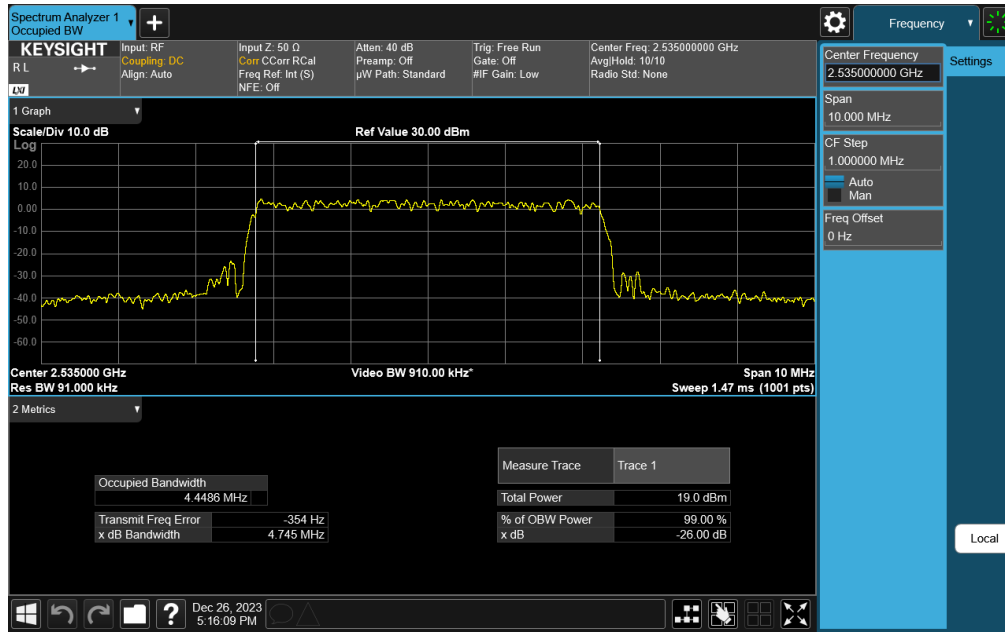 Spectrum Analyzer 1
Occupied BW
Frequency
KEYSIGHT
R L
LXI
Input: RF
Coupling: DC
Align: Auto
Input Z: 50 Ω
Corr CCorr RCal
Freq Ref: Int (S)
NFE: Off
Atten: 40 dB
Preamp: Off
µW Path: Standard
Trig: Free Run
Gate: Off
#IF Gain: Low
Center Freq: 2.535000000 GHz
Avg|Hold: 10/10
Radio Std: None
Center Frequency
2.535000000 GHz
Settings
Span
10.000 MHz
CF Step
1.000000 MHz
Auto
Man
Freq Offset
0 Hz
Local
1 Graph
Scale/Div 10.0 dB
Ref Value 30.00 dBm
Log
20.0
10.0
0.00
-10.0
-20.0
-30.0
-40.0
-50.0
-60.0
Center 2.535000 GHz
Video BW 910.00 kHz*
Span 10 MHz
Res BW 91.000 kHz
Sweep 1.47 ms (1001 pts)
2 Metrics
Measure Trace Trace 1
Occupied Bandwidth
4.4486 MHz
Total Power 19.0 dBm
Transmit Freq Error -354 Hz
% of OBW Power 99.00 %
x dB Bandwidth 4.745 MHz
x dB -26.00 dB
Dec 26, 2023
5:16:09 PM